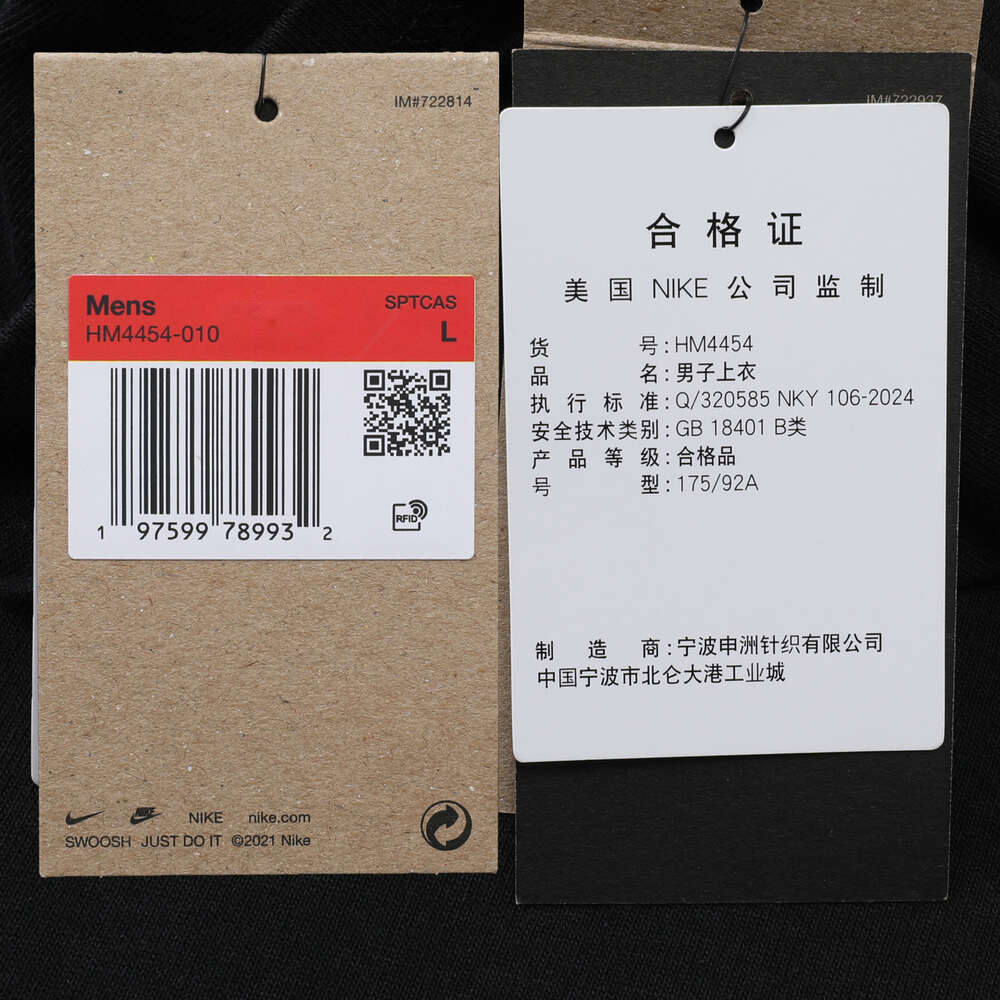 IM#722814
Mens
SPTCAS
HM4454-010
L
RFID
1 97599 78993 2
NIKE nike.com
SWOOSH JUST DO IT ©2021 Nike
IM#722937
合格证
美国 NIKE 公司监制
货号:HM4454
品名:男子上衣
执行标准:Q/320585 NKY 106-2024
安全技术类别:GB 18401 B类
产品等级:合格品
号型:175/92A
制造商:宁波申洲针织有限公司
中国宁波市北仑大港工业城